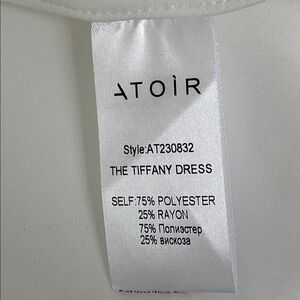 ATOÌR
Style:AT230832
THE TIFFANY DRESS
SELF:75% POLYESTER
25% RAYON
75% Полиэстер
25% вискоза